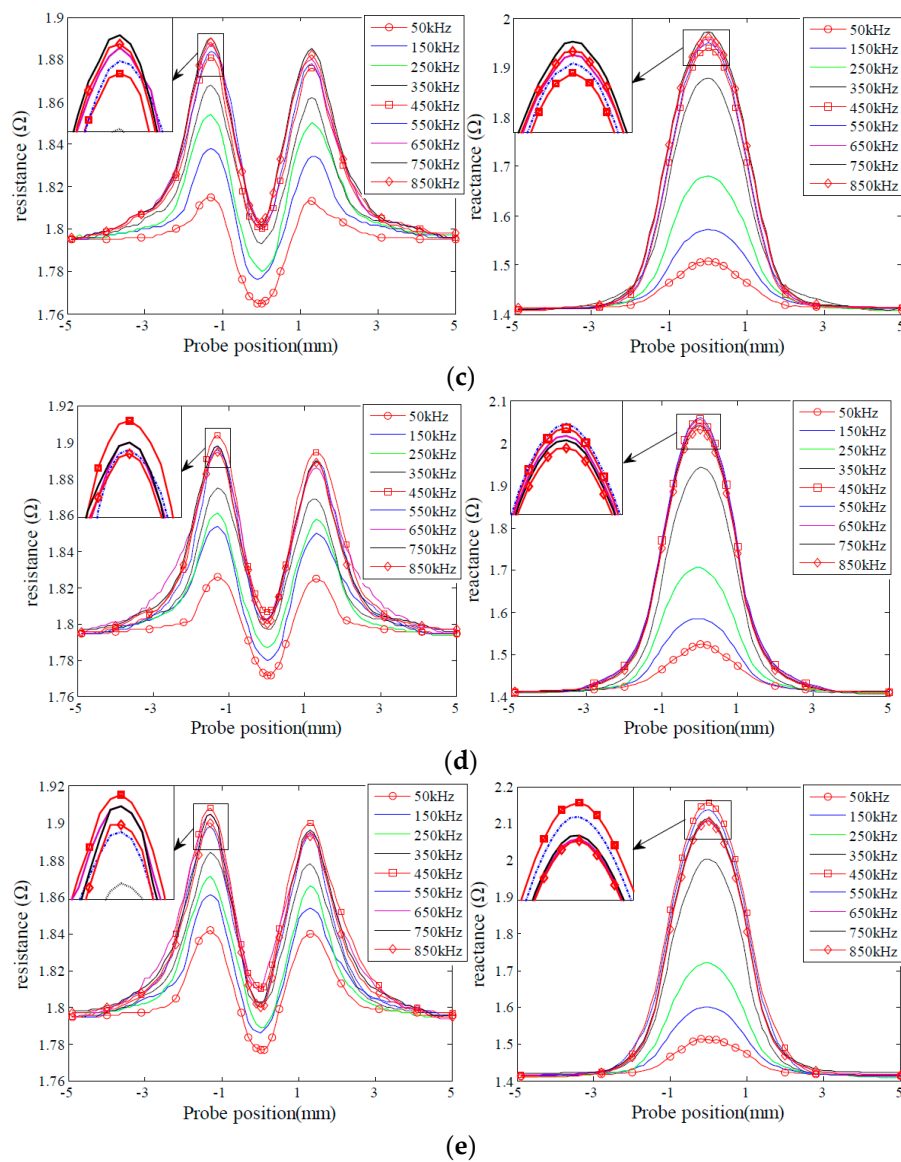 1.9
1.88
1.86
1.84
1.82
1.8
1.78
1.76
resistance (Ω)
-5
-3
-1
1
3
5
Probe position(mm)
50kHz
150kHz
250kHz
350kHz
450kHz
550kHz
650kHz
750kHz
850kHz
2
1.9
1.8
1.7
1.6
1.5
1.4
reactance (Ω)
-5
-3
-1
1
3
5
Probe position(mm)
50kHz
150kHz
250kHz
350kHz
450kHz
550kHz
650kHz
750kHz
850kHz
(c)
1.92
1.9
1.88
1.86
1.84
1.82
1.8
1.78
1.76
resistance (Ω)
-5
-3
-1
1
3
5
Probe position(mm)
50kHz
150kHz
250kHz
350kHz
450kHz
550kHz
650kHz
750kHz
850kHz
2.1
2
1.9
1.8
1.7
1.6
1.5
1.4
reactance (Ω)
-5
-3
-1
1
3
5
Probe position(mm)
50kHz
150kHz
250kHz
350kHz
450kHz
550kHz
650kHz
750kHz
850kHz
(d)
1.92
1.9
1.88
1.86
1.84
1.82
1.8
1.78
1.76
resistance (Ω)
-5
-3
-1
1
3
5
Probe position(mm)
50kHz
150kHz
250kHz
350kHz
450kHz
550kHz
650kHz
750kHz
850kHz
2.2
2.1
2
1.9
1.8
1.7
1.6
1.5
1.4
reactance (Ω)
-5
-3
-1
1
3
5
Probe position(mm)
50kHz
150kHz
250kHz
350kHz
450kHz
550kHz
650kHz
750kHz
850kHz
(e)